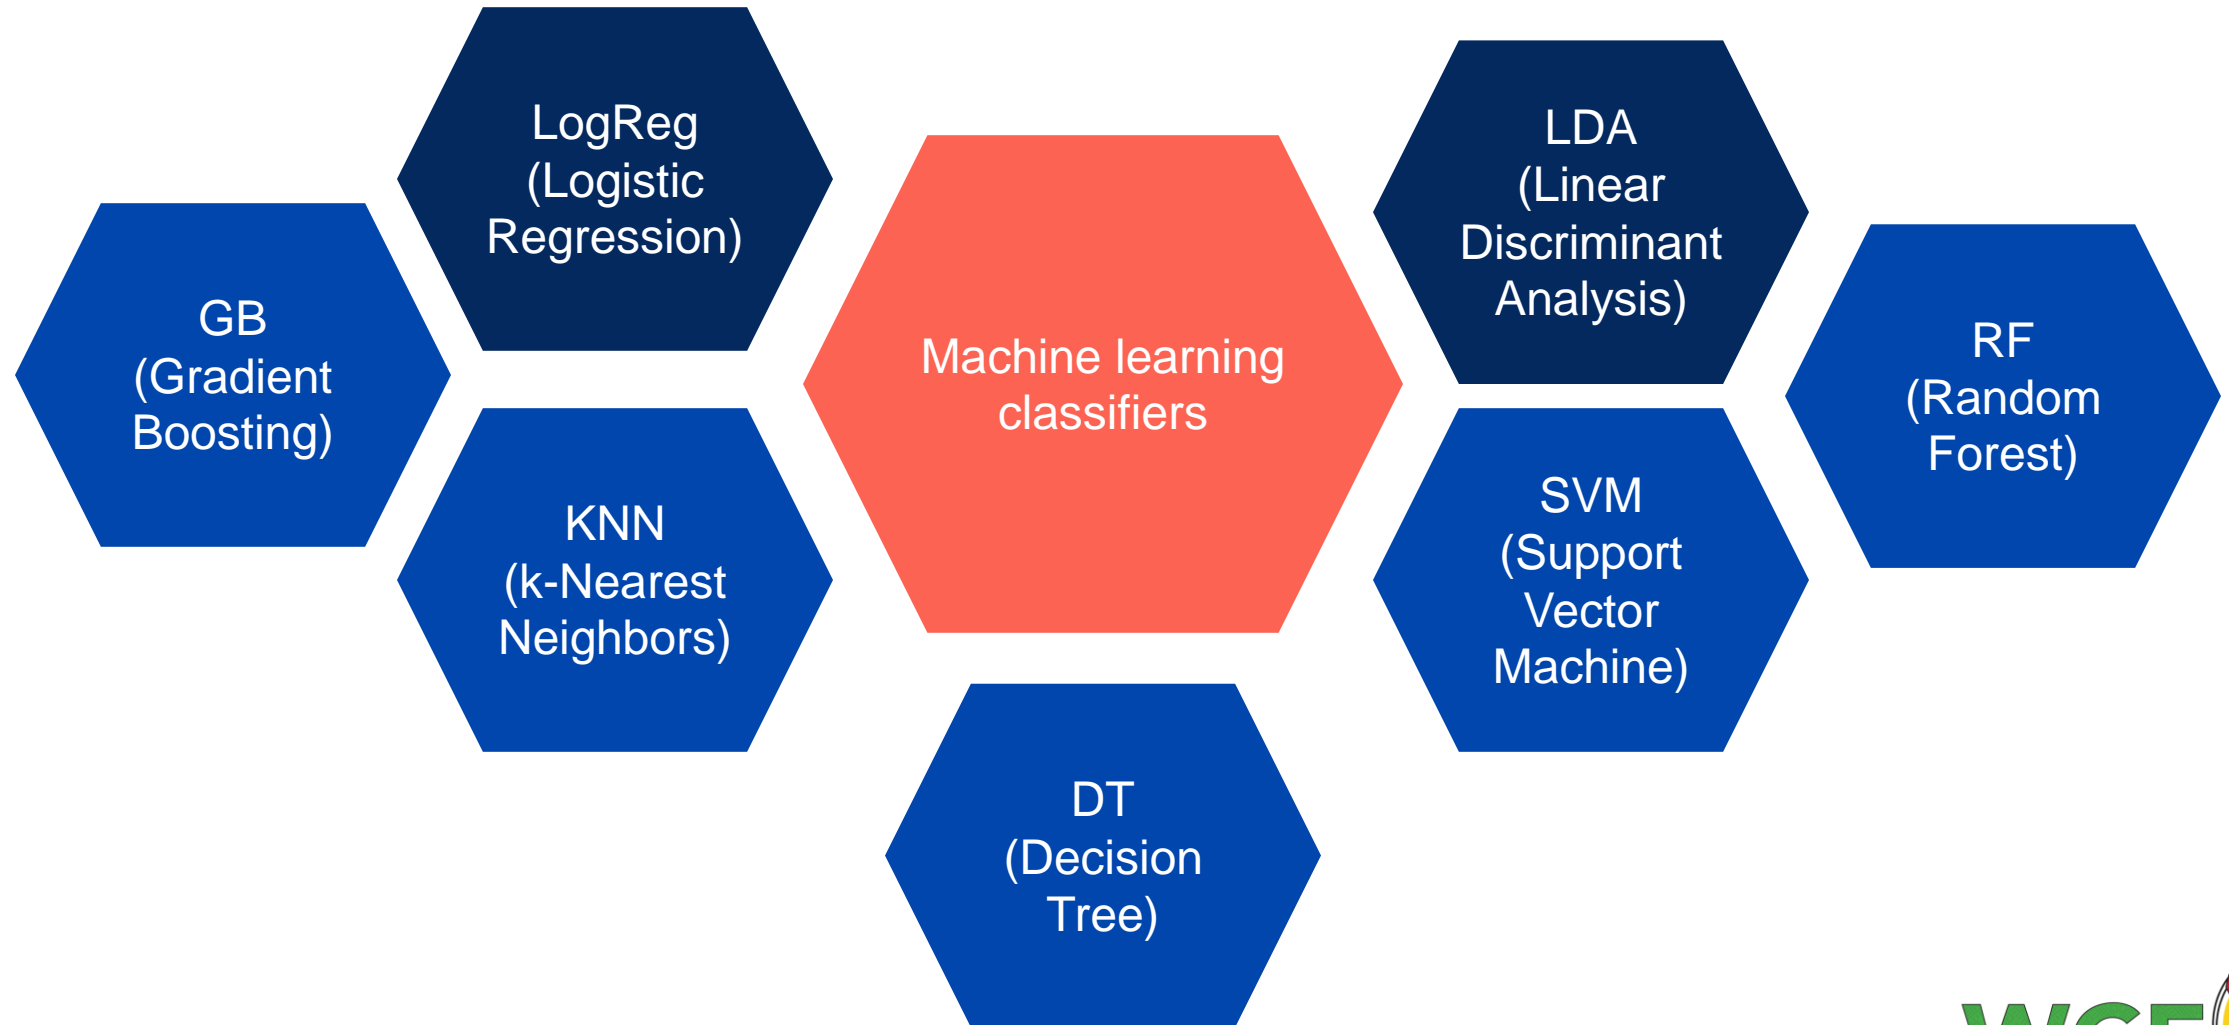 LogReg
(Logistic
Regression)
LDA
(Linear
Discriminant
Analysis)
GB
(Gradient
Boosting)
Machine learning
classifiers
RF
(Random
Forest)
KNN
(k-Nearest
Neighbors)
SVM
(Support
Vector
Machine)
DT
(Decision
Tree)